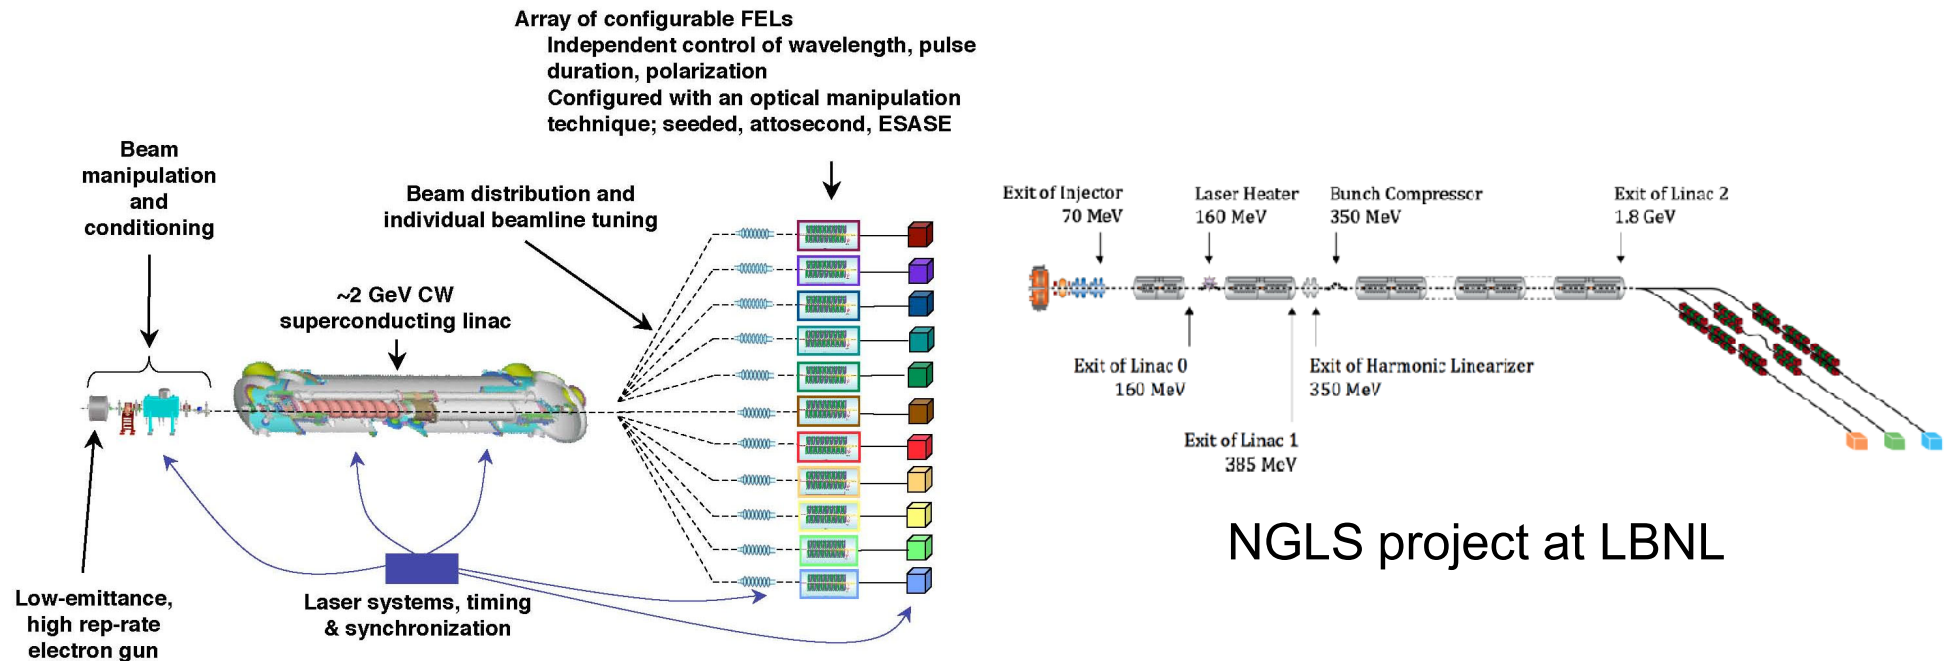 Array of configurable FELs
Independent control of wavelength, pulse
duration, polarization
Configured with an optical manipulation
technique; seeded, attosecond, ESASE
Beam
manipulation
and
conditioning
Beam distribution and
individual beamline tuning
~2 GeV CW
superconducting linac
Low-emittance,
high rep-rate
electron gun
Laser systems, timing
& synchronization
Exit of Injector
70 MeV
Laser Heater
160 MeV
Bunch Compressor
350 MeV
Exit of Linac 2
1.8 GeV
Exit of Linac 0
160 MeV
Exit of Harmonic Linearizer
350 MeV
Exit of Linac 1
385 MeV
NGLS project at LBNL